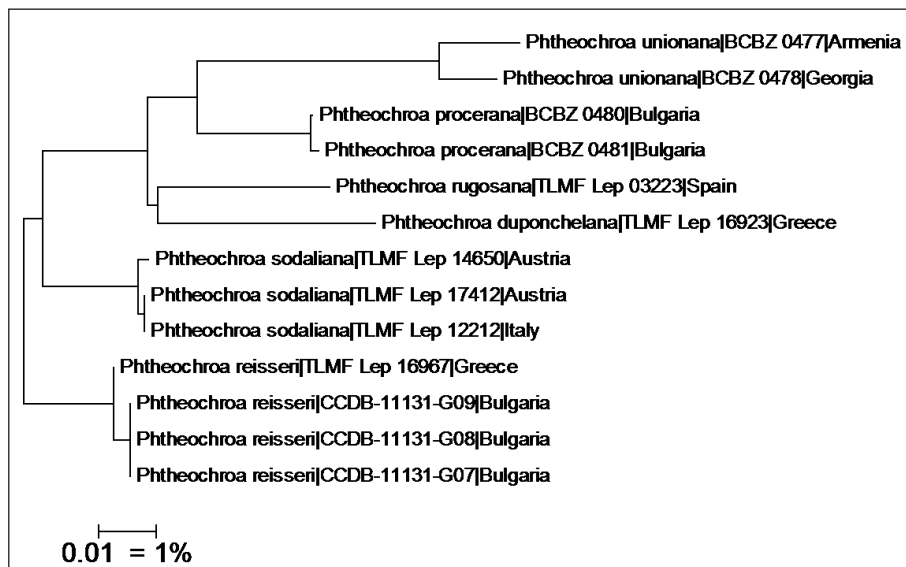 Phtheochroa unionana|BCBZ 0477|Armenia
Phtheochroa unionana|BCBZ 0478|Georgia
Phtheochroa procerana|BCBZ 0480|Bulgaria
Phtheochroa procerana|BCBZ 0481|Bulgaria
Phtheochroa rugosana|TLMF Lep 03223|Spain
Phtheochroa duponchelana|TLMF Lep 16923|Greece
Phtheochroa sodaliana|TLMF Lep 14650|Austria
Phtheochroa sodaliana|TLMF Lep 17412|Austria
Phtheochroa sodaliana|TLMF Lep 12212|Italy
Phtheochroa reisseri|TLMF Lep 16967|Greece
Phtheochroa reisseri|CCDB-11131-G09|Bulgaria
Phtheochroa reisseri|CCDB-11131-G08|Bulgaria
Phtheochroa reisseri|CCDB-11131-G07|Bulgaria
0.01 = 1%